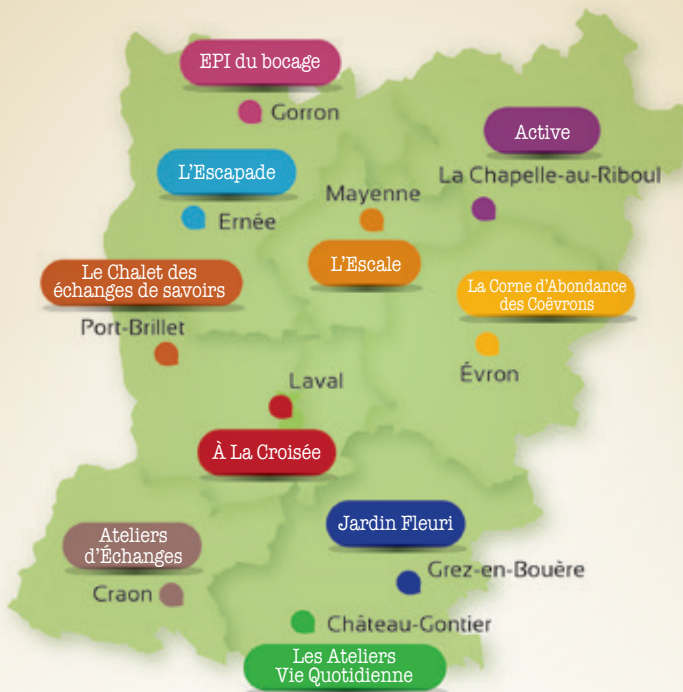 EPI du bocage
Gorron
Active
La Chapelle-au-Riboul
L'Escapade
Ernée
Mayenne
L'Escale
Le Chalet des
échanges de savoirs
Port-Brillet
La Corne d'Abondance
des Coëvrons
Évron
Laval
À La Croisée
Ateliers
d'Échanges
Craon
Jardin Fleuri
Grez-en-Bouère
Château-Gontier
Les Ateliers
Vie Quotidienne